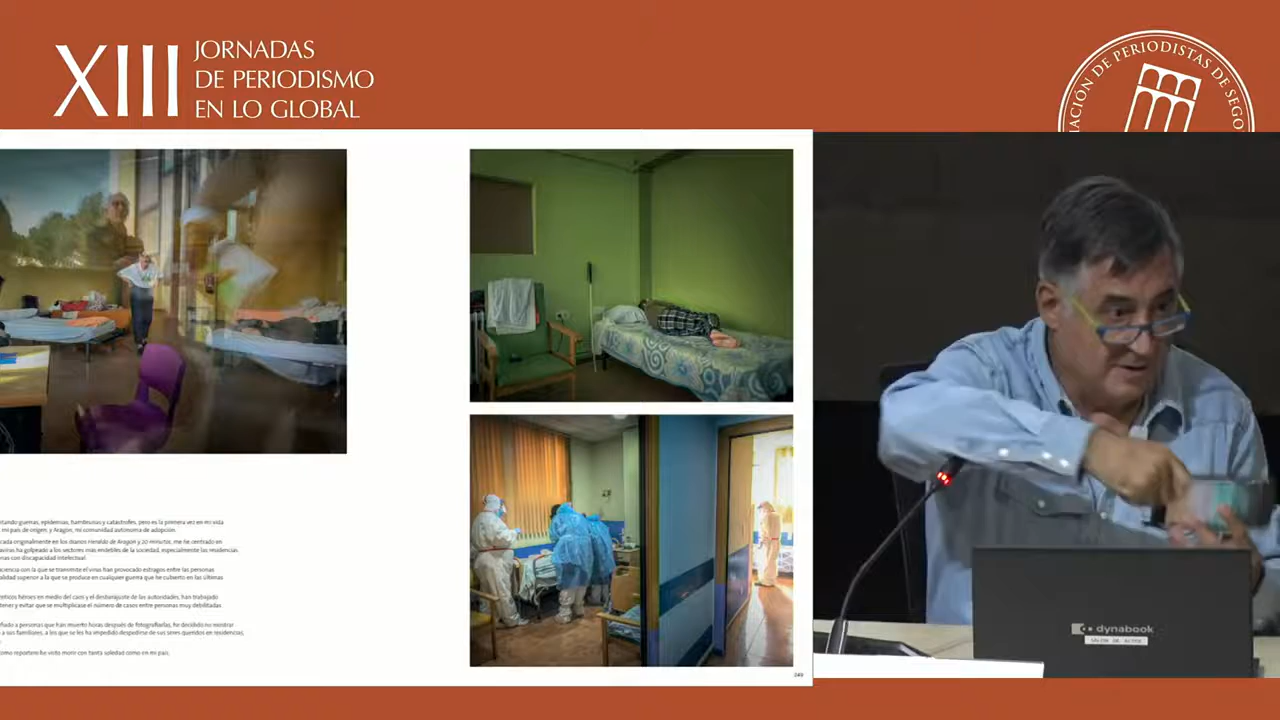 XIII
JORNADAS
DE PERIODISMO
EN LO GLOBAL
ACIÓN DE PERIODISTAS DE SEGO
tando guerras, epidemias, hambrunas y catástrofes, pero es la primera vez en mi vida
mi país de origen, y Aragón, mi comunidad autónoma de adopción.
cada originalmente en los diarios Heraldo de Aragón y 20 minutos, me he centrado en
ha golpeado a los sectores más endebles de la sociedad, especialmente las residencias
nas con discapacidad intelectual.
ciencia con la que se transmite el virus han provocado estragos entre las personas
alidad superior a la que se produce en cualquier guerra que he cubierto en las últimas
énticos héroes en medio del caos y el desbarajuste de las autoridades, han trabajado
tener y evitar que se multiplicase el número de casos entre personas muy debilitadas
ñado a personas que han muerto horas después de fotografiarlas, he decidido no mostrar
a sus familiares, a los que se les ha impedido despedirse de sus seres queridos en residencias,
omo reportero he visto morir con tanta soledad como en mi país.
349
dynabook
SALON DE ACTOS